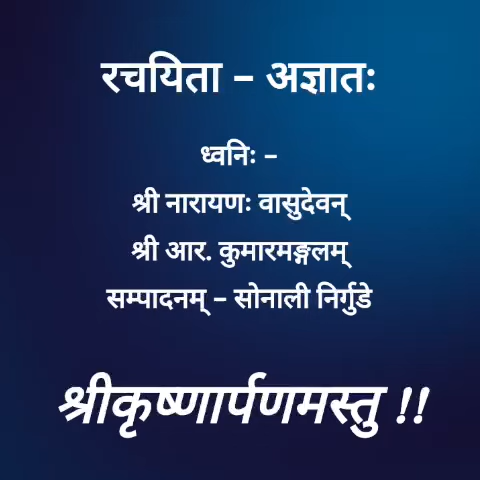 रचयिता – अज्ञातः
ध्वनिः –
श्री नारायणः वासुदेवन्
श्री आर. कुमारमङ्गलम्
सम्पादनम् – सोनाली निर्गुडे
श्रीकृष्णार्पणमस्तु !!